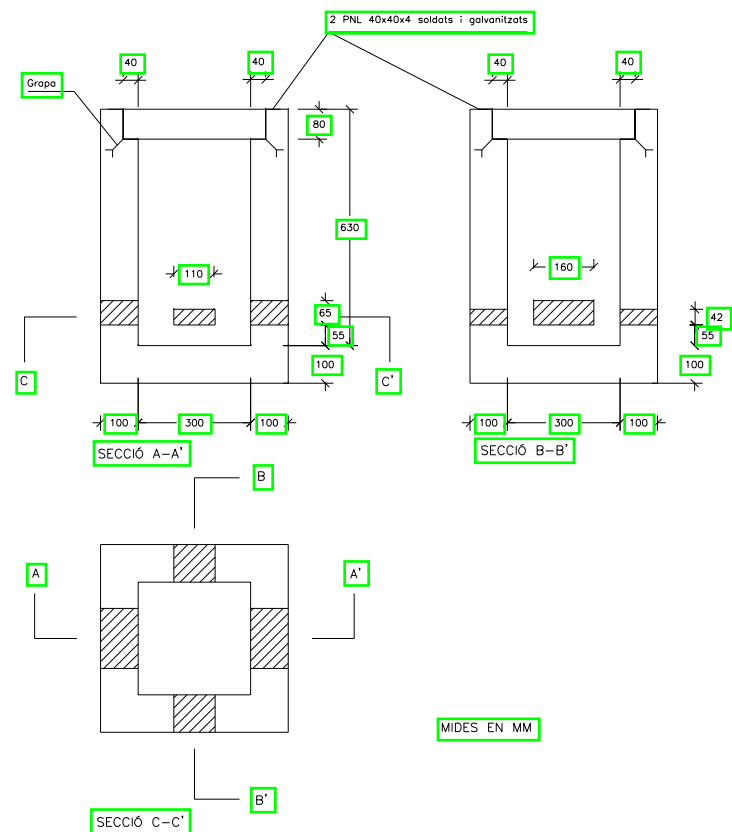 2 PNL 40x40x4 soldats i galvanitzats
40 40 40 40
Grapa
80
630
110 160
65 42
55 55
C 100 C' 100
100 300 100 100 300 100
SECCIÓ A-A' SECCIÓ B-B'
B
A A'
MIDES EN MM
B'
SECCIÓ C-C'